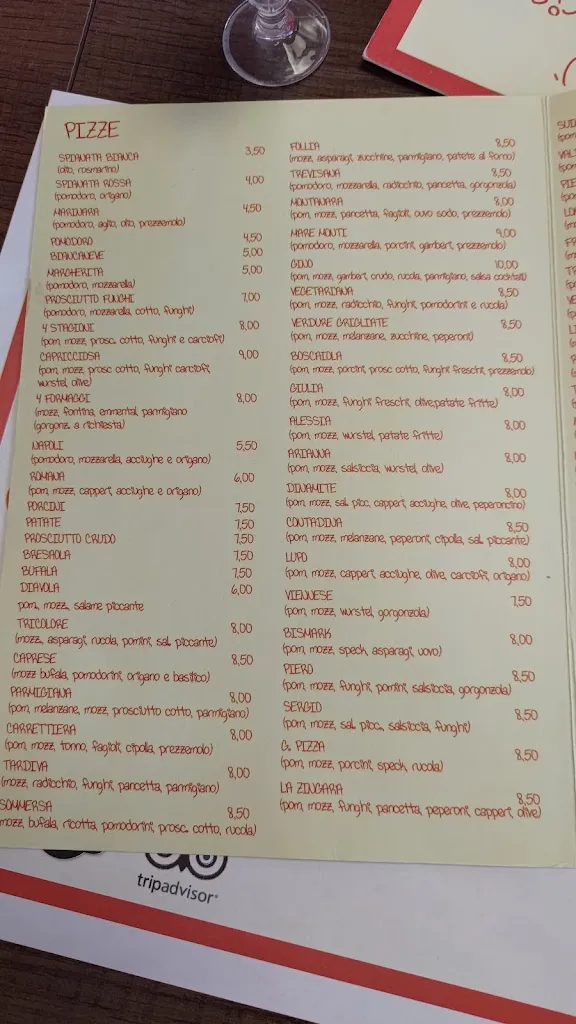 PIZZE
SPIANATA BIANCA 3,50
(olio, rosmarino)
SPIANATA ROSSA 4,00
(pomodoro, origano)
MARINARA 4,50
(pomodoro, aglio, olio, prezzemolo)
POMODORO 4,50
BIANCANEVE 5,00
MARGHERITA 5,00
(pomodoro, mozzarella)
PROSCIUTTO FUNGHI 7,00
(pomodoro, mozzarella, cotto, funghi)
4 STAGIONI 8,00
(pom, mozz, prosc. cotto, funghi e carciofi)
CAPRICCIOSA 9,00
(pom, mozz, prosc cotto, funghi carciofi,
wurstel, olive)
4 FORMAGGI 8,00
(mozz, fontina, emmental, parmigiano
(gorgonz. a richiesta)
NAPOLI 5,50
(pomodoro, mozzarella, acciughe e origano)
ROMANA 6,00
(pom, mozz, capperi, acciughe e origano)
PORCINI 7,50
PATATE 7,50
PROSCIUTTO CRUDO 7,50
BRESAOLA 7,50
BUFALA 7,50
DIAVOLA 6,00
pom., mozz., salame piccante
TRICOLORE 8,00
(mozz., asparagi, rucola, pomini, sal. piccante)
CAPRESE 8,50
(mozz bufala, pomodorini, origano e basilico)
PARMIGIANA 8,00
(pom, melanzane, mozz, prosciutto cotto, parmigiano)
CARRETTIERA 8,00
(pom, mozz, tonno, fagioli, cipolla, prezzemolo)
TARDIVA 8,00
(mozz, radicchio, funghi, pancetta, parmigiano)
SOMMERSA 8,50
mozz, bufala, ricotta, pomodorini, prosc. cotto, rucola)
FOLLIA 8,50
(mozz, asparagi, zucchine, parmigiano, patate al forno)
TREVISANA 8,50
(pomodoro, mozzarella, radicchio, pancetta, gorgonzola)
MONTANARA 8,00
(pom, mozz, pancetta, fagioli, uovo sodo, prezzemolo)
MARE MONTI 9,00
(pomodoro, mozzarella, porcini, gamberi, prezzemolo)
GINO 10,00
(pom, mozz, gamberi, crudo, rucola, parmigiano, salsa cocktail)
VEGETARIANA 8,50
(pom, mozz, radicchio, funghi, pomodorini e rucola)
VERDURE GRIGLIATE 8,50
(pom, mozz, melanzane, zucchine, peperoni)
BOSCAIOLA 8,50
(pom, mozz, porcini, prosc cotto, funghi freschi, prezzemolo)
GIULIA 8,00
(pom, mozz, funghi freschi, olive,patate fritte)
ALESSIA 8,00
(pom, mozz, wurstel, patate fritte)
ARIANNA 8,00
(pom, mozz, salsiccia, wurstel, olive)
DINAMITE 8,00
(pom, mozz, sal. picc, capperi, acciughe, olive, peperoncino)
CONTADINA 8,50
(pom, mozz, melanzane, peperoni, cipolla, sal. piccante)
LUPO 8,00
(pom, mozz, capperi, acciughe, olive, carciofi, origano)
VIENNESE 7,50
(pom, mozz, wurstel, gorgonzola)
BISMARK 8,00
(pom, mozz, speck, asparagi, uovo)
PIERO 8,50
(pom, mozz, funghi, pomini, salsiccia, gorgonzola)
SERGIO 8,50
(pom, mozz, sal. picc., salsiccia, funghi)
G. PIZZA 8,50
(pom, mozz, porcini, speck, rucola)
LA ZINGARA 8,50
(pom, mozz, funghi, pancetta, peperoni, capperi, olive)
tripadvisor®